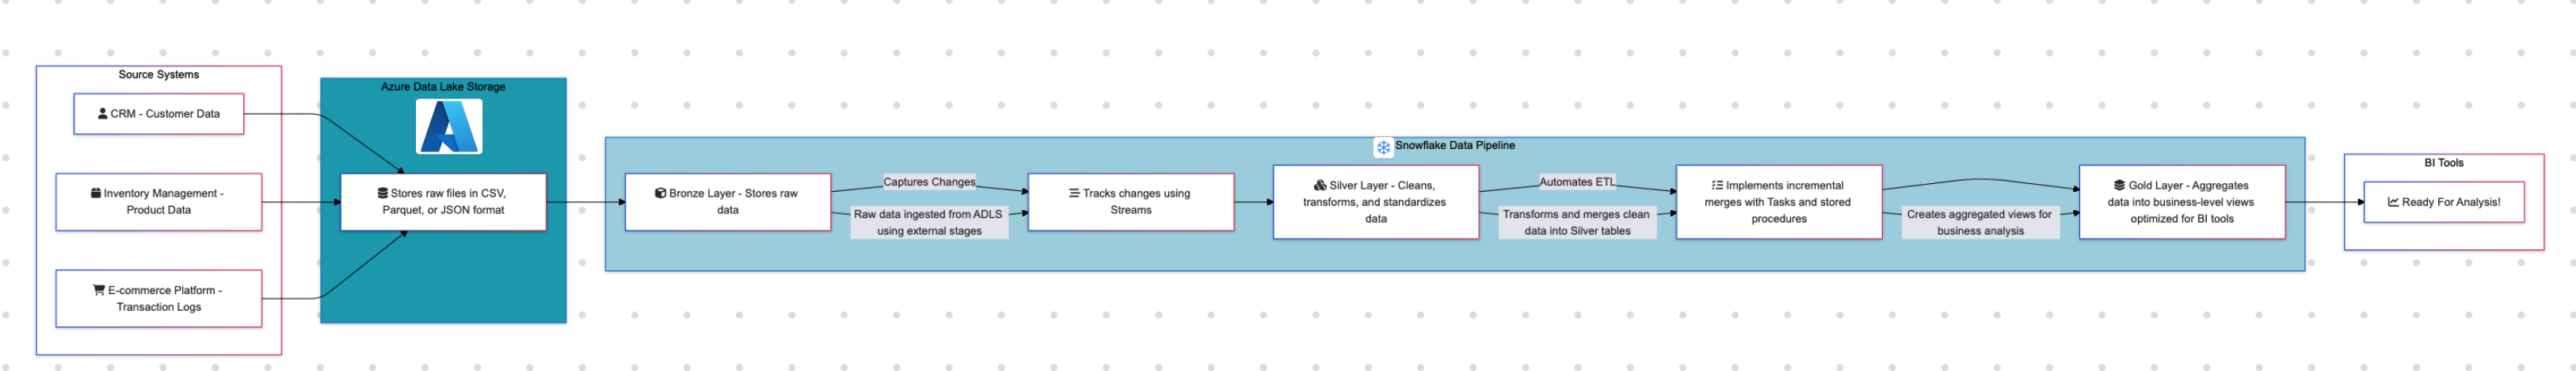 Source Systems
CRM - Customer Data
Inventory Management -
Product Data
E-commerce Platform -
Transaction Logs
Azure Data Lake Storage
Stores raw files in CSV,
Parquet, or JSON format
Snowflake Data Pipeline
Bronze Layer - Stores raw
data
Captures Changes
Raw data ingested from ADLS
using external stages
Tracks changes using
Streams
Silver Layer - Cleans,
transforms, and standardizes
data
Automates ETL
Transforms and merges clean
data into Silver tables
Implements incremental
merges with Tasks and stored
procedures
Creates aggregated views for
business analysis
Gold Layer - Aggregates
data into business-level views
optimized for BI tools
BI Tools
Ready For Analysis!